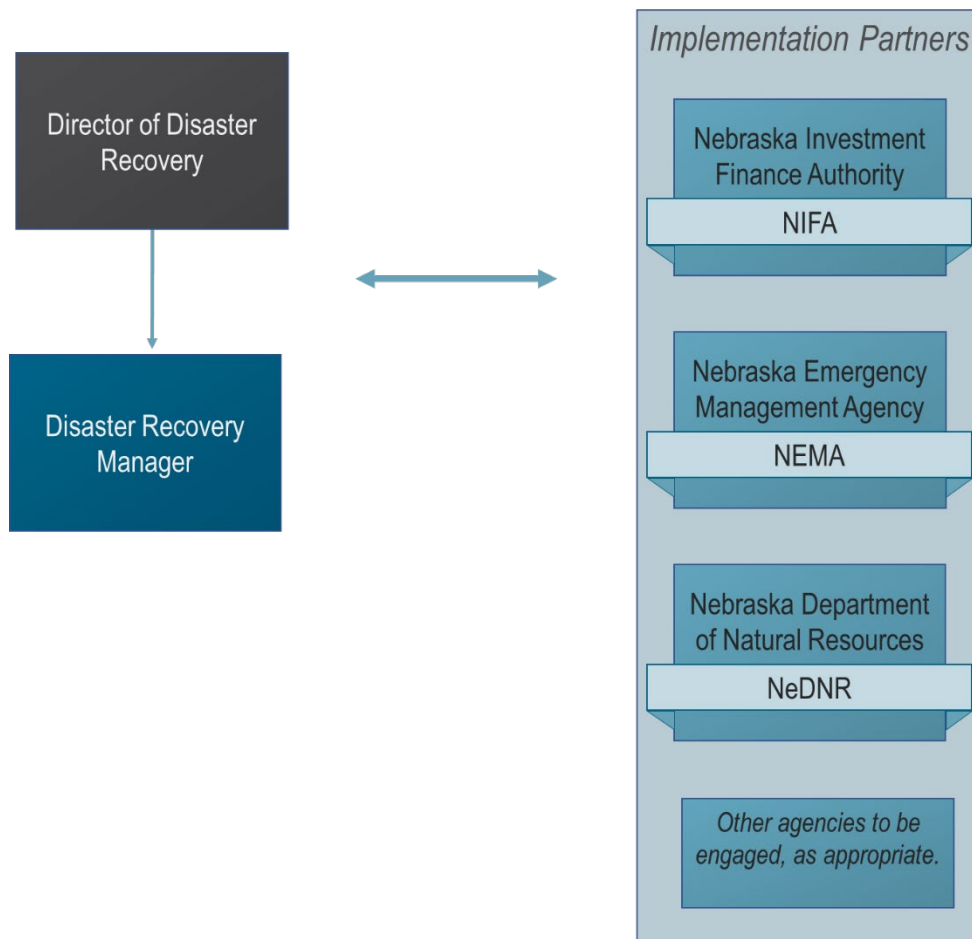 Director of Disaster
Recovery
Disaster Recovery
Manager
Implementation Partners
Nebraska Investment
Finance Authority
NIFA
Nebraska Emergency
Management Agency
NEMA
Nebraska Department
of Natural Resources
NeDNR
Other agencies to be
engaged, as appropriate.